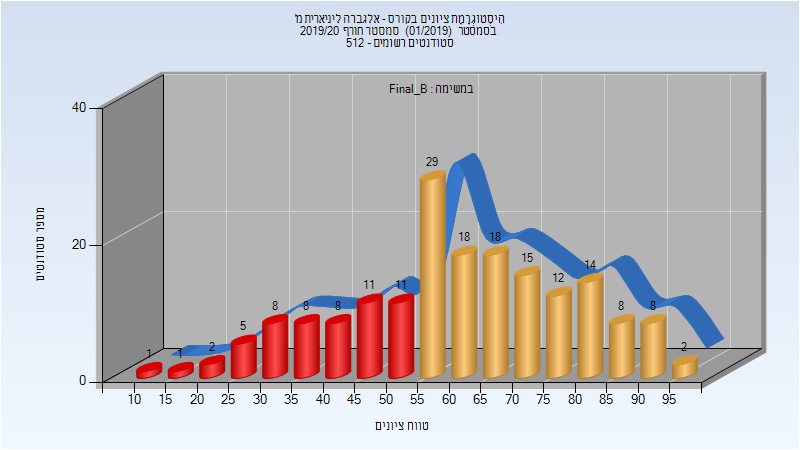 היסטוגרמת ציונים בקורס - אלגברה ליניארית מ'
בסמסטר (01/2019) סמסטר חורף 2019/20
סטודנטים רשומים - 512
במשימה : Final_B
מספר סטודנטים
40
20
0
1 1 2 5 8 8 8 11 11 29 18 18 15 12 14 8 8 2
10 15 20 25 30 35 40 45 50 55 60 65 70 75 80 85 90 95
טווח ציונים